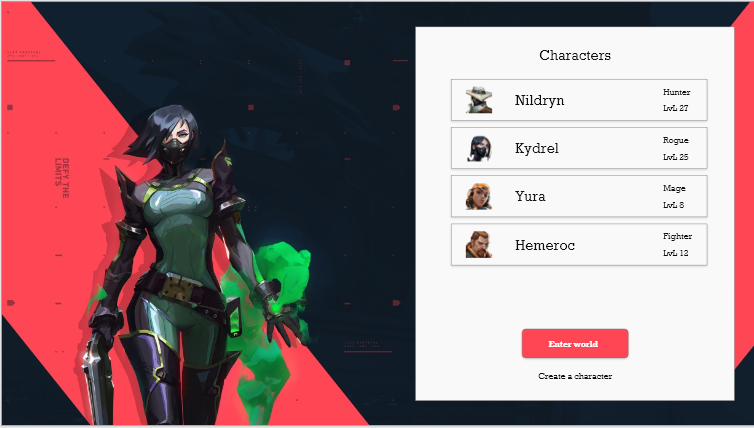 DEFY THE
LIMITS
Characters
Nildryn
Hunter
Lvl 27
Kydrel
Rogue
Lvl 25
Yura
Mage
Lvl 8
Hemeroc
Fighter
Lvl 12
Enter world
Create a character